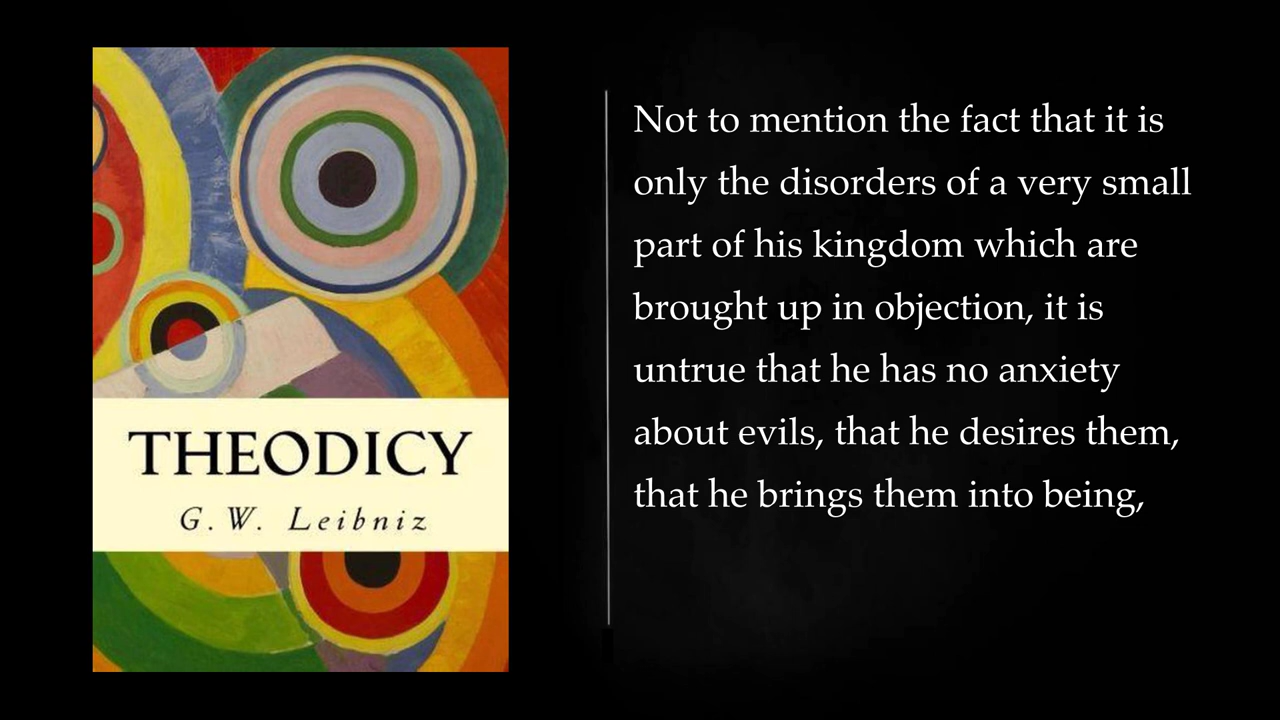 THEODICY
G.W. Leibniz
Not to mention the fact that it is
only the disorders of a very small
part of his kingdom which are
brought up in objection, it is
untrue that he has no anxiety
about evils, that he desires them,
that he brings them into being,